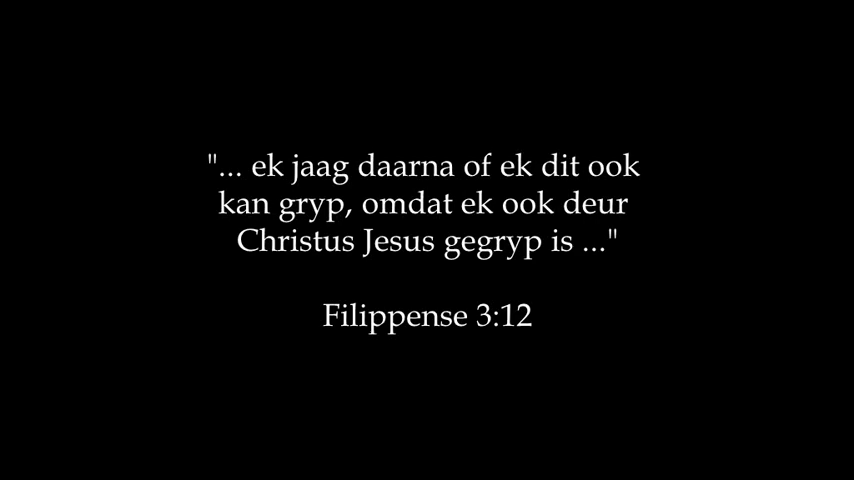 "... ek jaag daarna of ek dit ook
kan gryp, omdat ek ook deur
Christus Jesus gegryp is ..."
Filippense 3:12